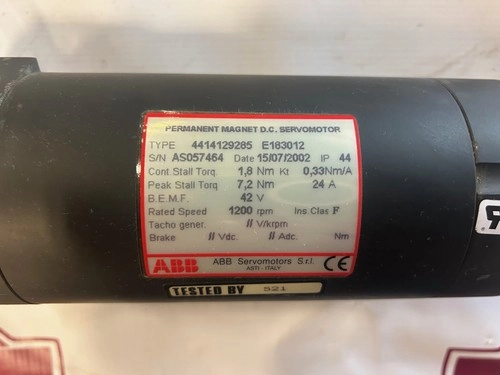 PERMANENT MAGNET D.C. SERVOMOTOR
TYPE 4414129285 E183012
S/N AS057464 Date 15/07/2002 IP 44
Cont.Stall Torq. 1,8 Nm Kt 0,33Nm/A
Peak Stall Torq. 7,2 Nm 24 A
B.E.M.F. 42 V
Rated Speed 1200 rpm Ins.Clas F
Tacho gener. // V/krpm
Brake // Vdc. // Adc. Nm
ABB ABB Servomotors S.r.l. CE
ASTI - ITALY
TESTED BY 521